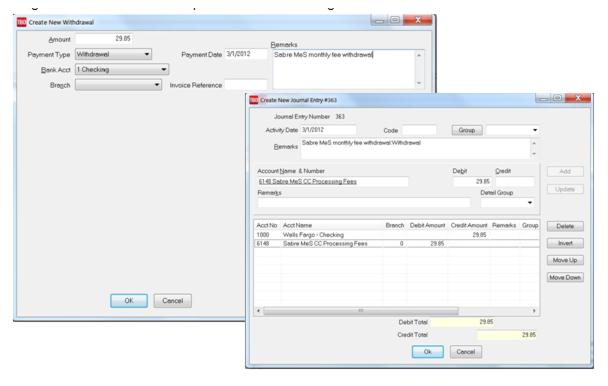 TBO Create New Withdrawal
Amount 29.85
Payment Type Withdrawal Payment Date 3/1/2012 Remarks
Sabre MeS monthly fee withdrawal
Bank Acct 1 Checking
Branch Invoice Reference
OK Cancel
TBO Create New Journal Entry #363
Journal Entry Number 363
Activity Date 3/1/2012 Code Group
Remarks Sabre MeS monthly fee withdrawal:Withdrawal
Account Name & Number Debit Credit Add
6148 Sabre MeS CC Processing Fees 29.85
Remarks Detail Group Update
Acct No Acct Name Branch Debit Amount Credit Amount Remarks Group Delete
1000 Wells Fargo - Checking 29.85
6148 Sabre MeS CC Processing Fees 0 29.85 Invert
Move Up
Move Down
Debit Total 29.85
Credit Total 29.85
Ok Cancel